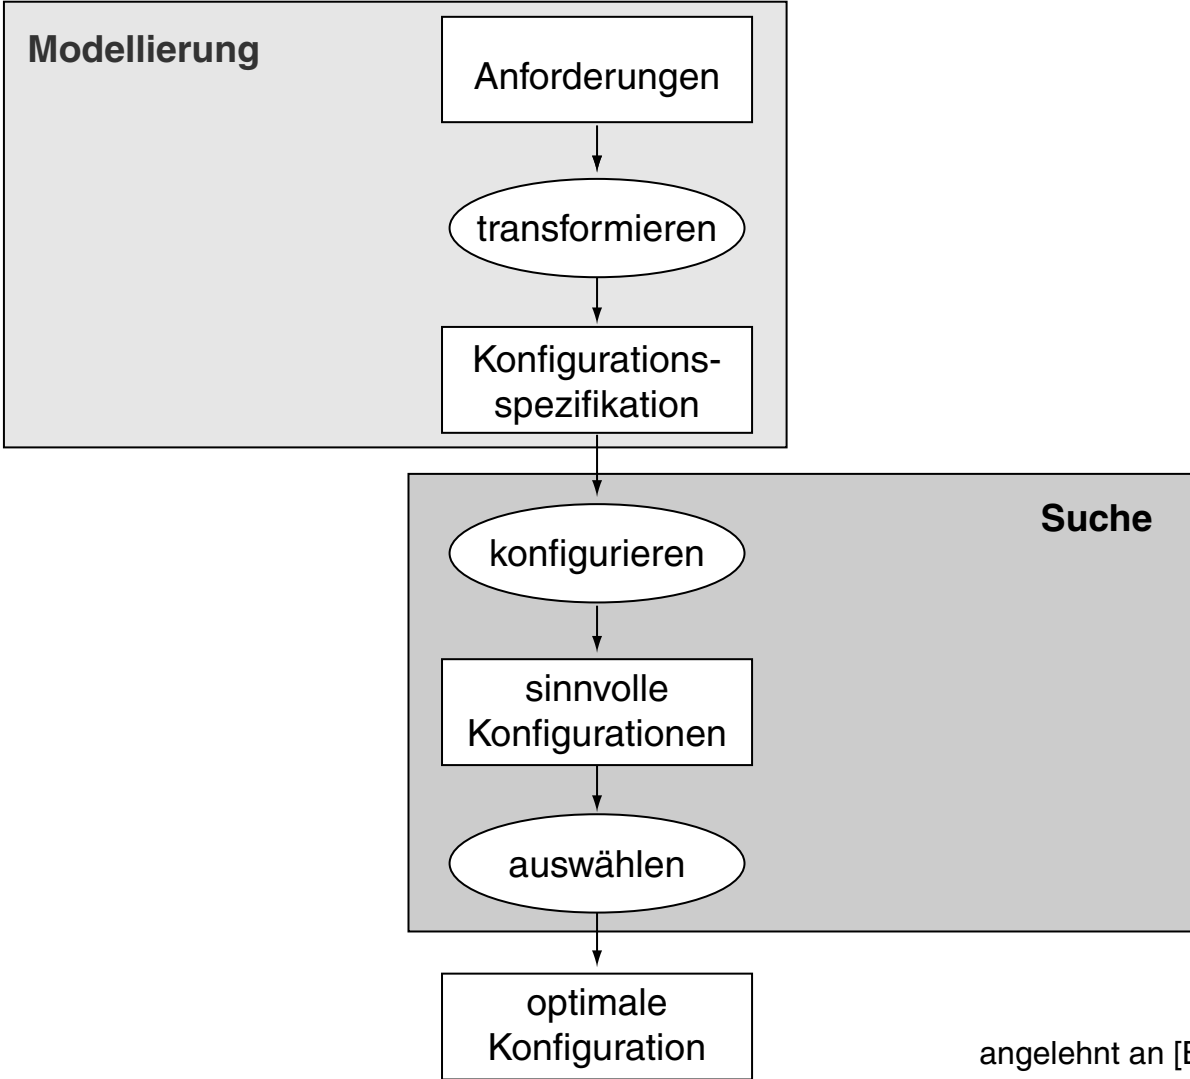 Modellierung
Anforderungen
transformieren
Konfigurations-
spezifikation
Suche
konfigurieren
sinnvolle
Konfigurationen
auswählen
optimale
Konfiguration
angelehnt an [